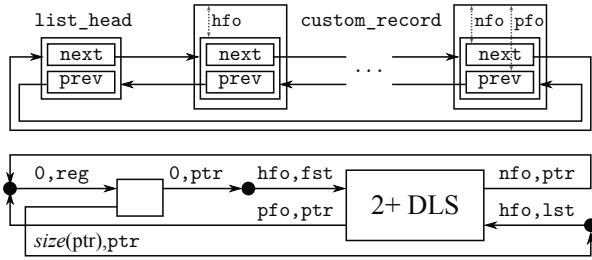 list_head hfo custom_record nfo pfo
next next next
prev prev ... prev
0,reg 0,ptr hfo,fst nfo,ptr
2+ DLS
pfo,ptr hfo,lst
size(ptr),ptr